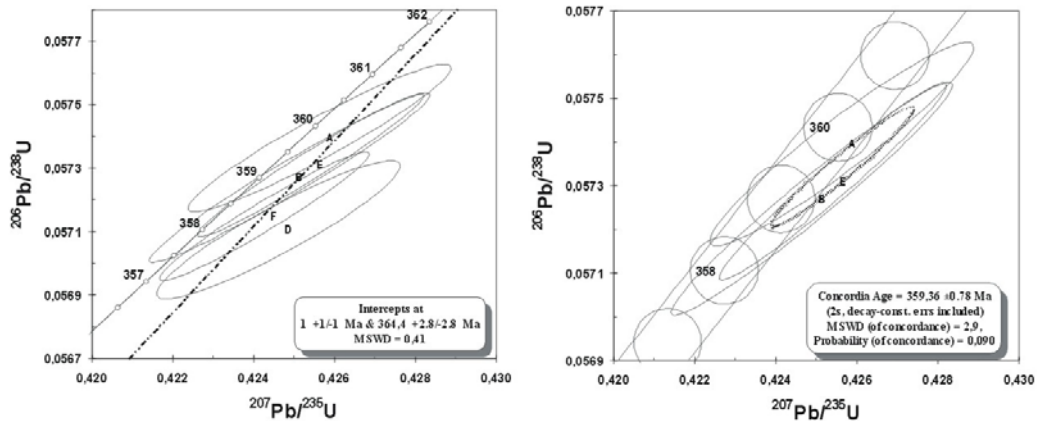 362
0,0577
361
0,0575
360
A
359
E
B
0,0573
358
F
D
0,0571
357
0,0569
0,0567
206Pb/238U
Intercepts at
1 +1/-1 Ma & 364,4 +2.8/-2.8 Ma
MSWD = 0,41
0,420
0,422
0,424
0,426
0,428
0,430
207Pb/235U
0,0577
0,0575
360
A
E
B
0,0573
358
0,0571
0,0569
206Pb/238U
Concordia Age = 359,36 ±0.78 Ma
(2s, decay-const. errs included)
MSWD (of concordance) = 2,9,
Probability (of concordance) = 0,090
0,420
0,422
0,424
0,426
0,428
0,430
207Pb/235U